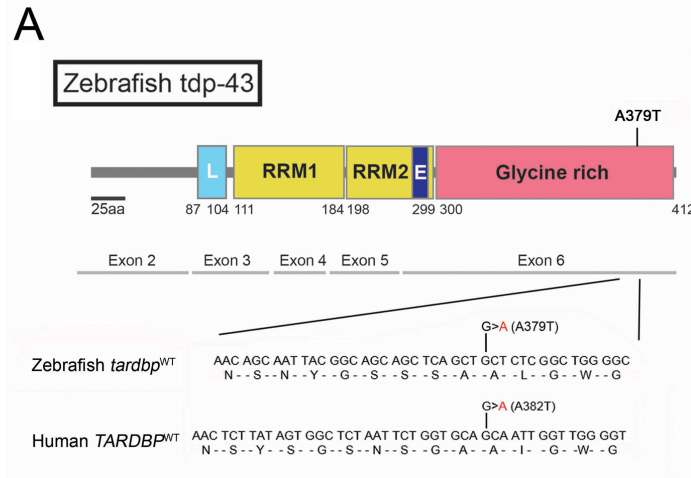 A
Zebrafish tdp-43
A379T
L RRM1 RRM2 E Glycine rich
25aa 87 104 111 184 198 299 300 412
Exon 2 Exon 3 Exon 4 Exon 5 Exon 6
G>A (A379T)
Zebrafish tardbpWT AAC AGC AAT TAC GGC AGC AGC TCA GCT GCT CTC GGC TGG GGC
N--S--N--Y--G--S--S--S--A--A--L--G--W--G
G>A (A382T)
Human TARDBPWT AAC TCT TAT AGT GGC TCT AAT TCT GGT GCA GCA ATT GGT TGG GGT
N--S--Y--S--G--S--N--S--G--A--A--I--G--W--G